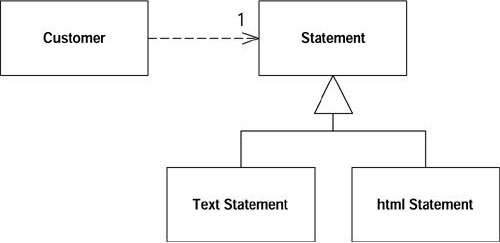 1
Customer
Statement
Text Statement
html Statement